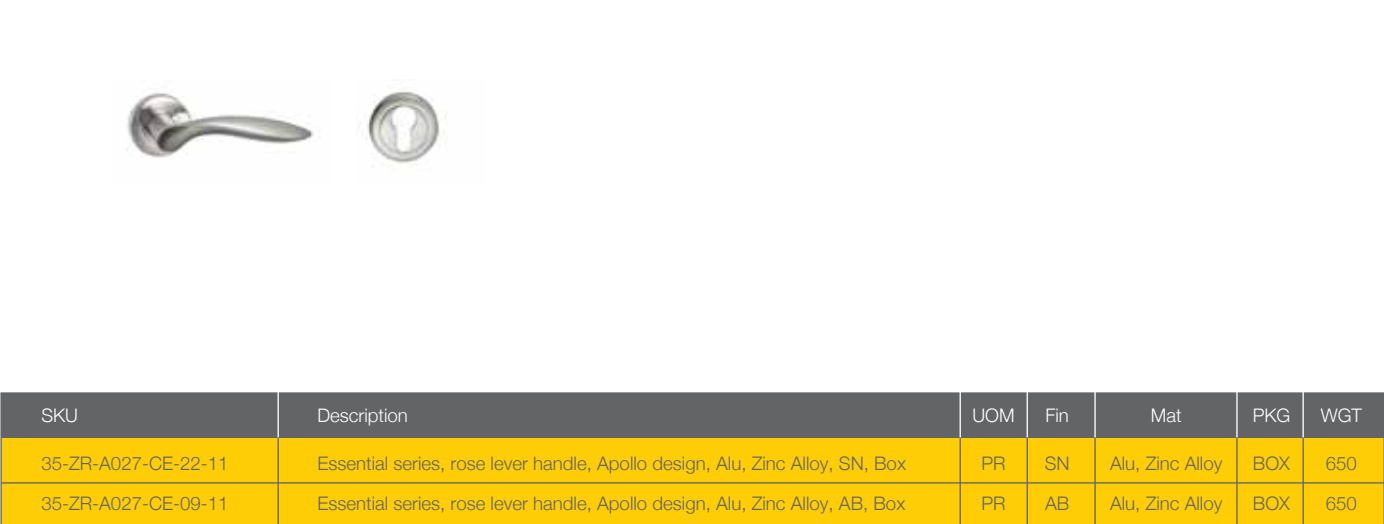 SKU Description UOM Fin Mat PKG WGT
35-ZR-A027-CE-22-11 Essential series, rose lever handle, Apollo design, Alu, Zinc Alloy, SN, Box PR SN Alu, Zinc Alloy BOX 650
35-ZR-A027-CE-09-11 Essential series, rose lever handle, Apollo design, Alu, Zinc Alloy, AB, Box PR AB Alu, Zinc Alloy BOX 650